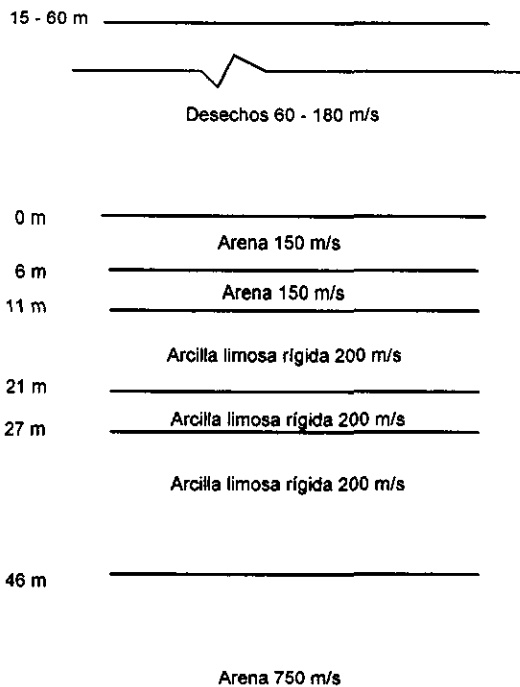 15 - 60 m
Desechos 60 - 180 m/s
0 m
Arena 150 m/s
6 m
Arena 150 m/s
11 m
Arcilla limosa rígida 200 m/s
21 m
Arcilla limosa rígida 200 m/s
27 m
Arcilla limosa rígida 200 m/s
46 m
Arena 750 m/s